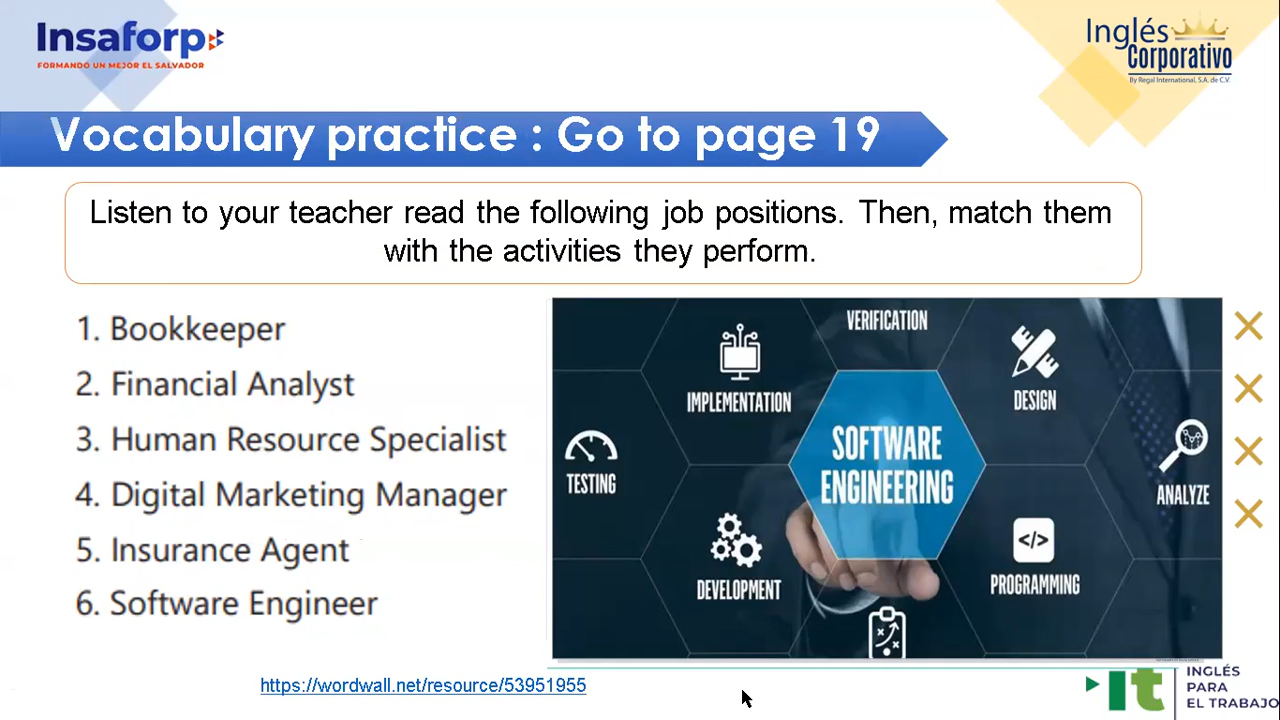 Insaforp
FORMANDO UN MEJOR EL SALVADOR
Inglés
Corporativo
By Regal International, S.A. de C.V.
Vocabulary practice : Go to page 19
Listen to your teacher read the following job positions. Then, match them
with the activities they perform.
1. Bookkeeper
2. Financial Analyst
3. Human Resource Specialist
4. Digital Marketing Manager
5. Insurance Agent
6. Software Engineer
VERIFICATION
IMPLEMENTATION
DESIGN
SOFTWARE
ENGINEERING
TESTING
ANALYZE
DEVELOPMENT
</>
PROGRAMMING
https://wordwall.net/resource/53951955
it
INGLÉS
PARA
EL TRABAJO